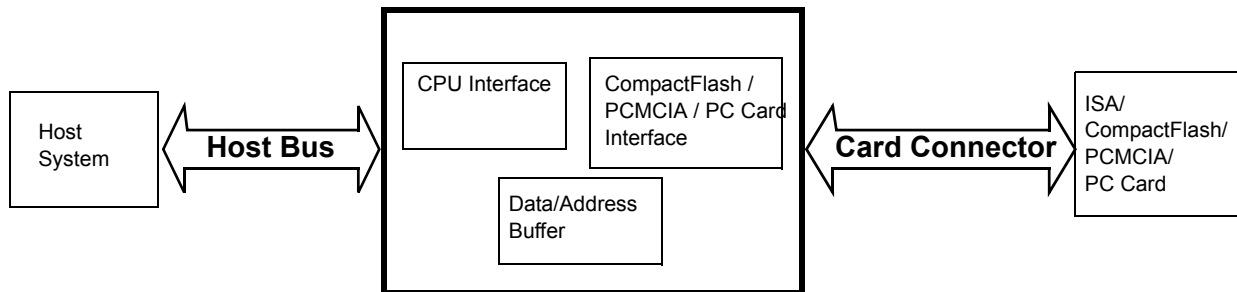 Host
System
Host Bus
CPU Interface
CompactFlash /
PCMCIA / PC Card
Interface
Data/Address
Buffer
Card Connector
ISA/
CompactFlash/
PCMCIA/
PC Card